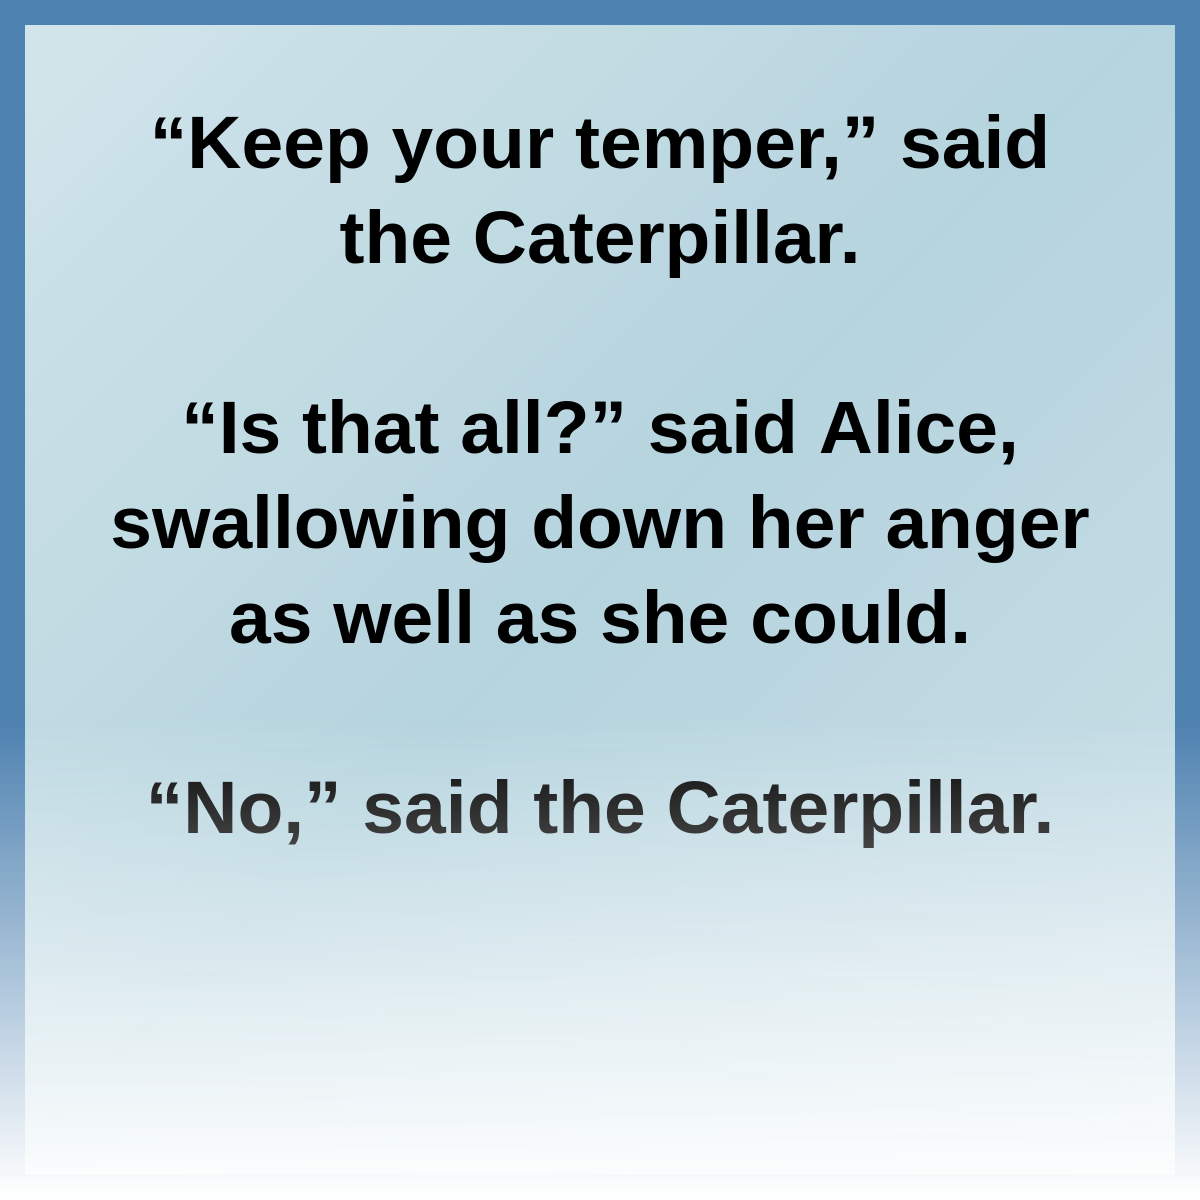 “Keep your temper,” said
the Caterpillar.
“Is that all?” said Alice,
swallowing down her anger
as well as she could.
“No,” said the Caterpillar.